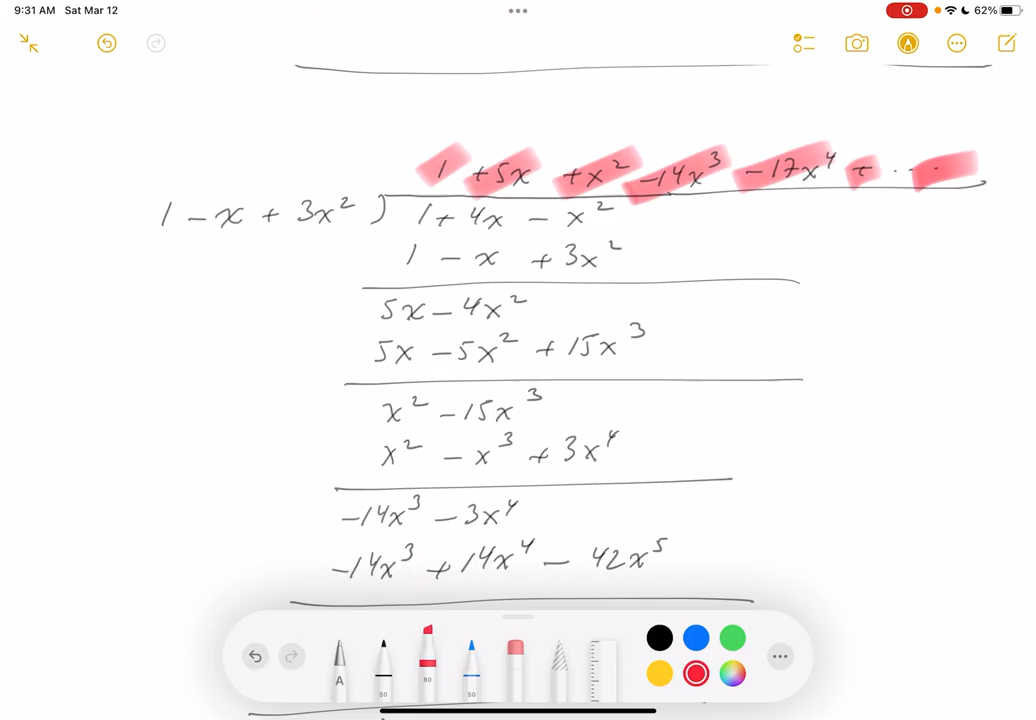 9:31 AM Sat Mar 12
62%
1 + 5x + x² - 14x³ - 17x⁴ + ...
1 - x + 3x² ) 1 + 4x - x²
1 - x + 3x²
5x - 4x²
5x - 5x² + 15x³
x² - 15x³
x² - x³ + 3x⁴
-14x³ - 3x⁴
-14x³ + 14x⁴ - 42x⁵
A
50
80
50